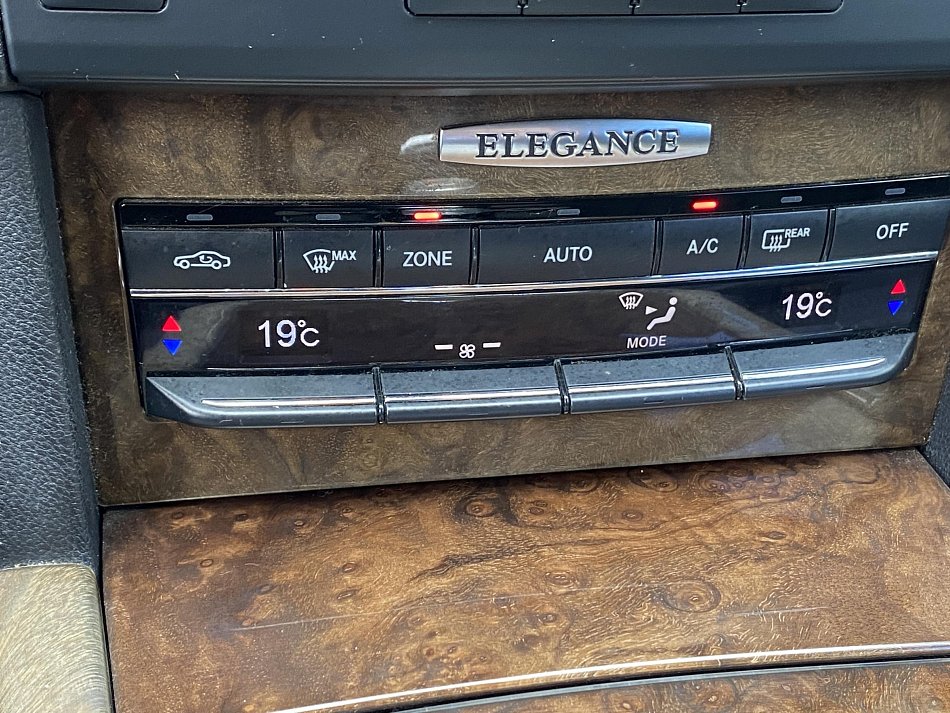 ELEGANCE
MAX ZONE AUTO A/C REAR OFF
19°C 19°C
MODE